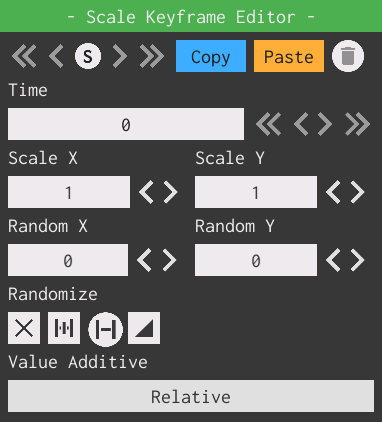 - Scale Keyframe Editor -
S Copy Paste
Time
0
Scale X Scale Y
1 1
Random X Random Y
0 0
Randomize
Value Additive
Relative